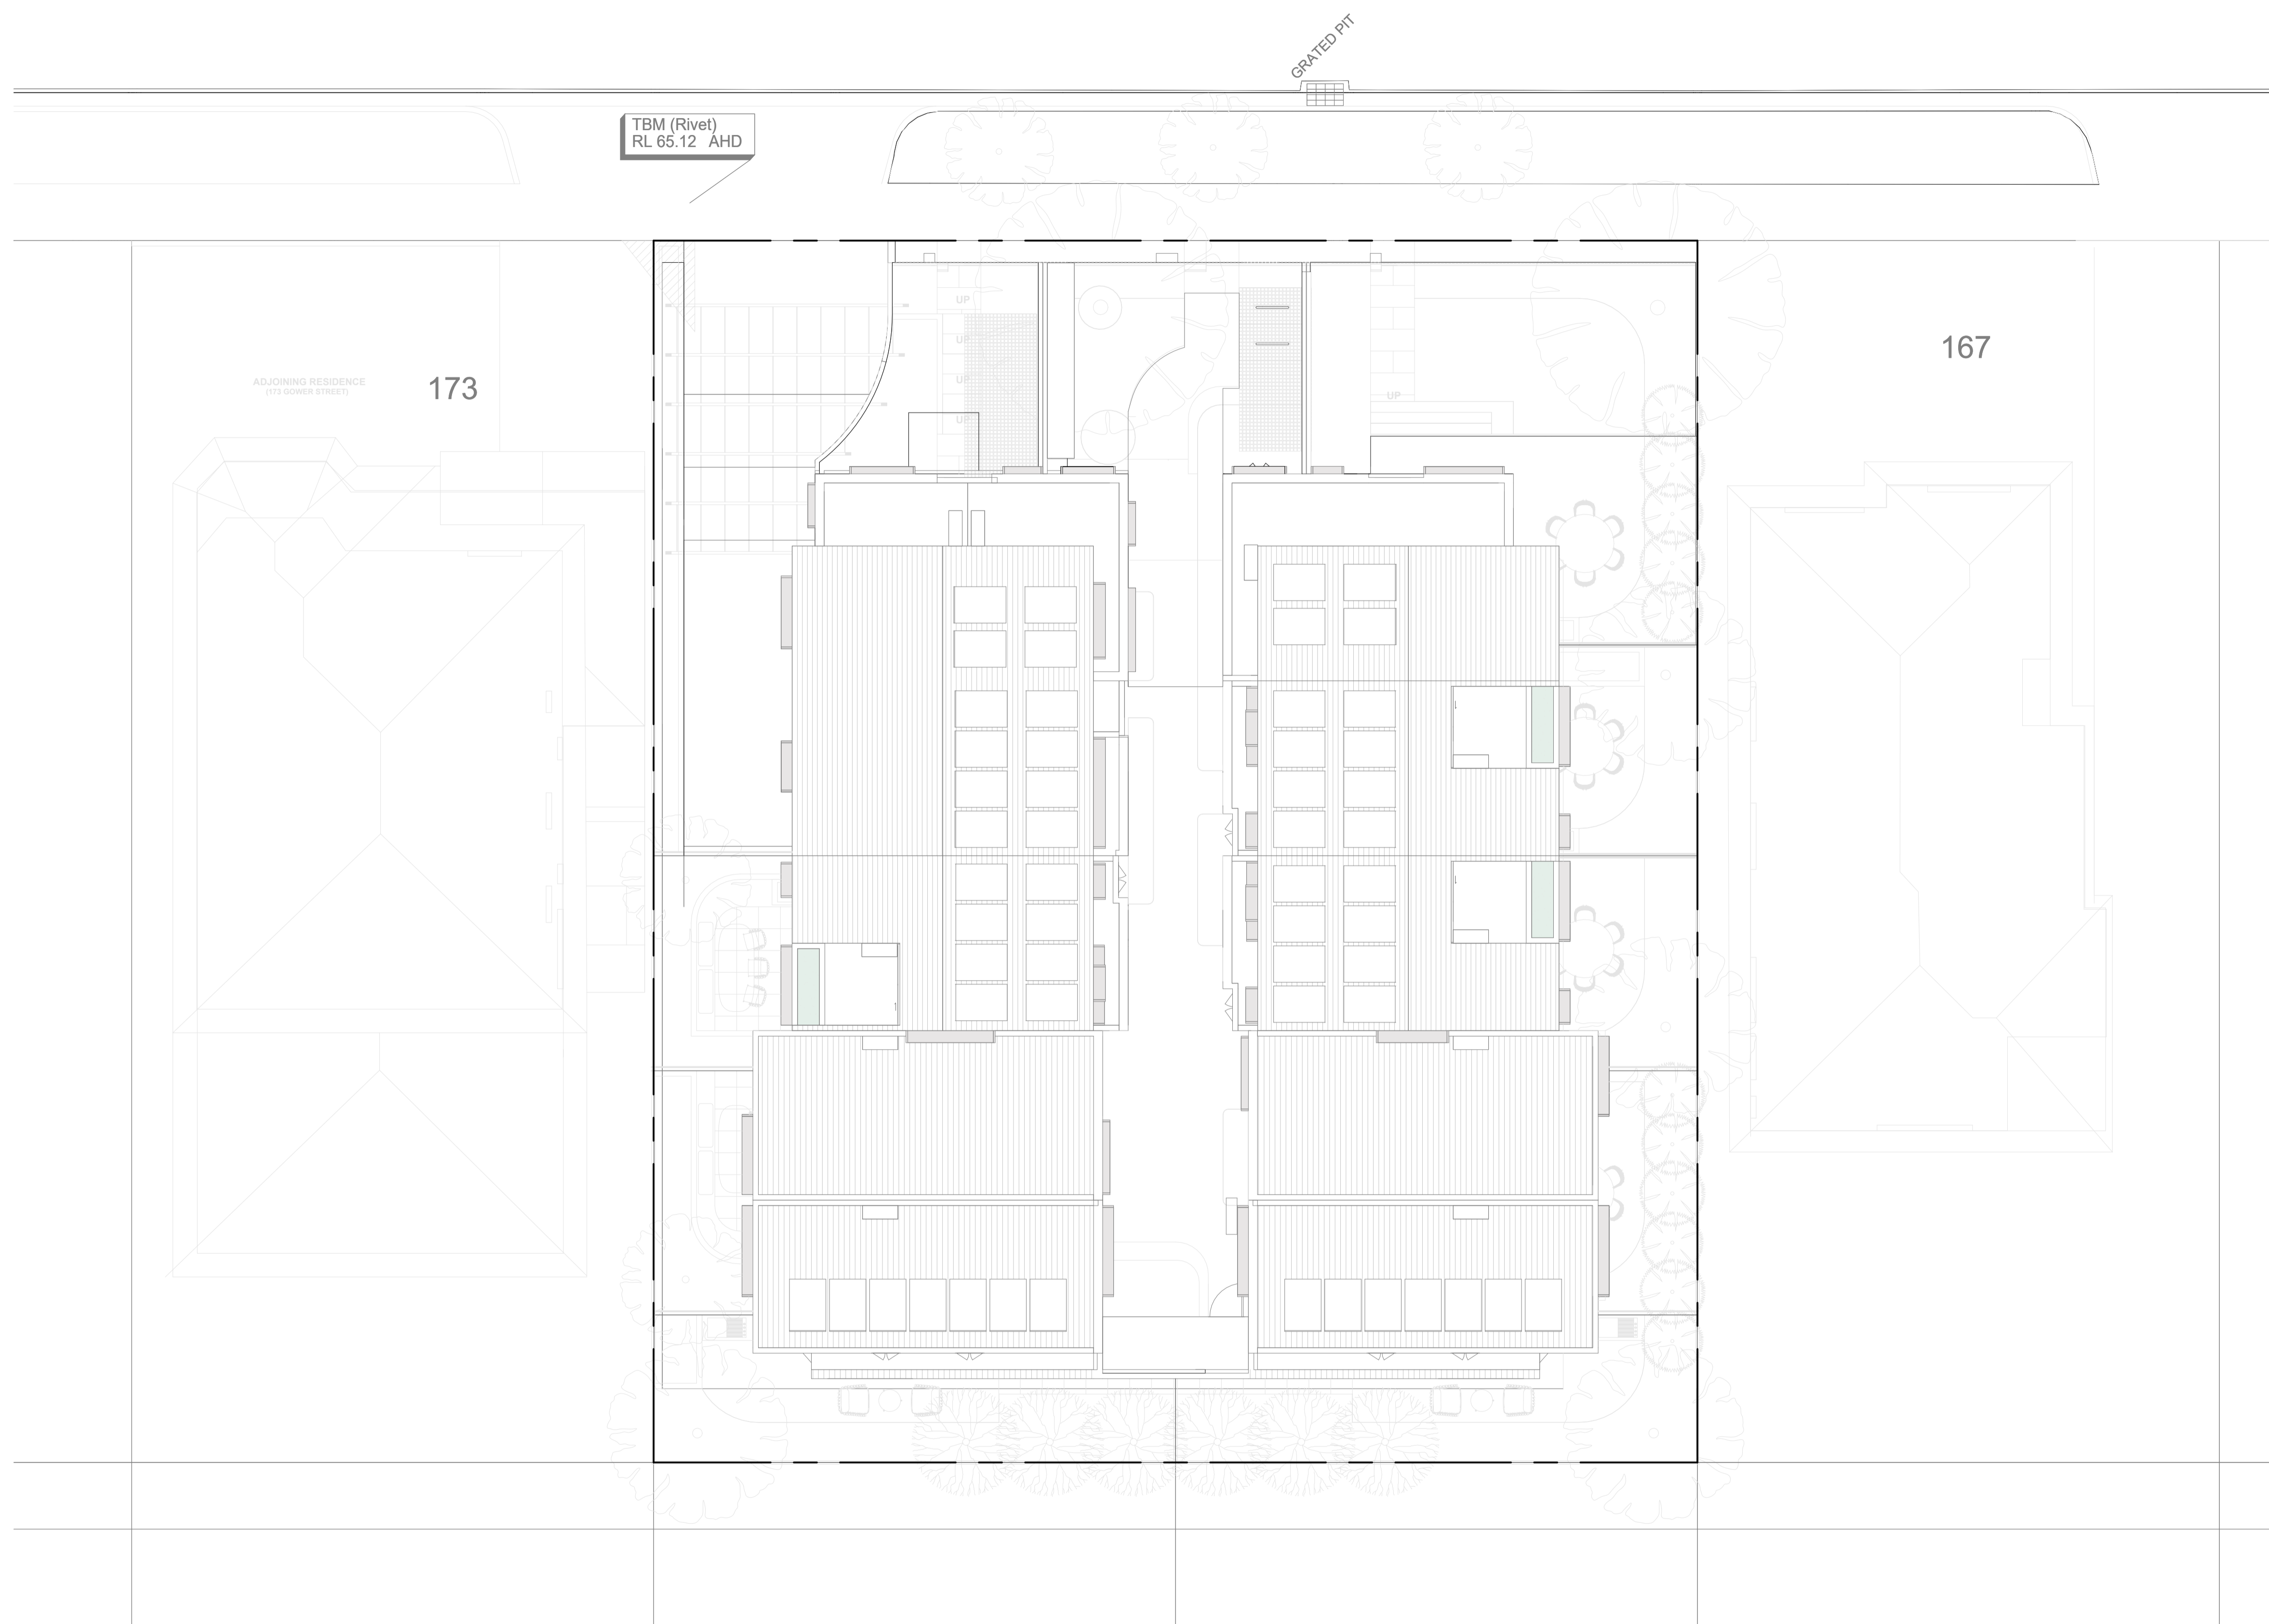 GRATED PIT
TBM (Rivet)
RL 65.12 AHD
UP
UP
167
ADJOINING RESIDENCE
(173 GOWER STREET)
173
UP
UP
UP